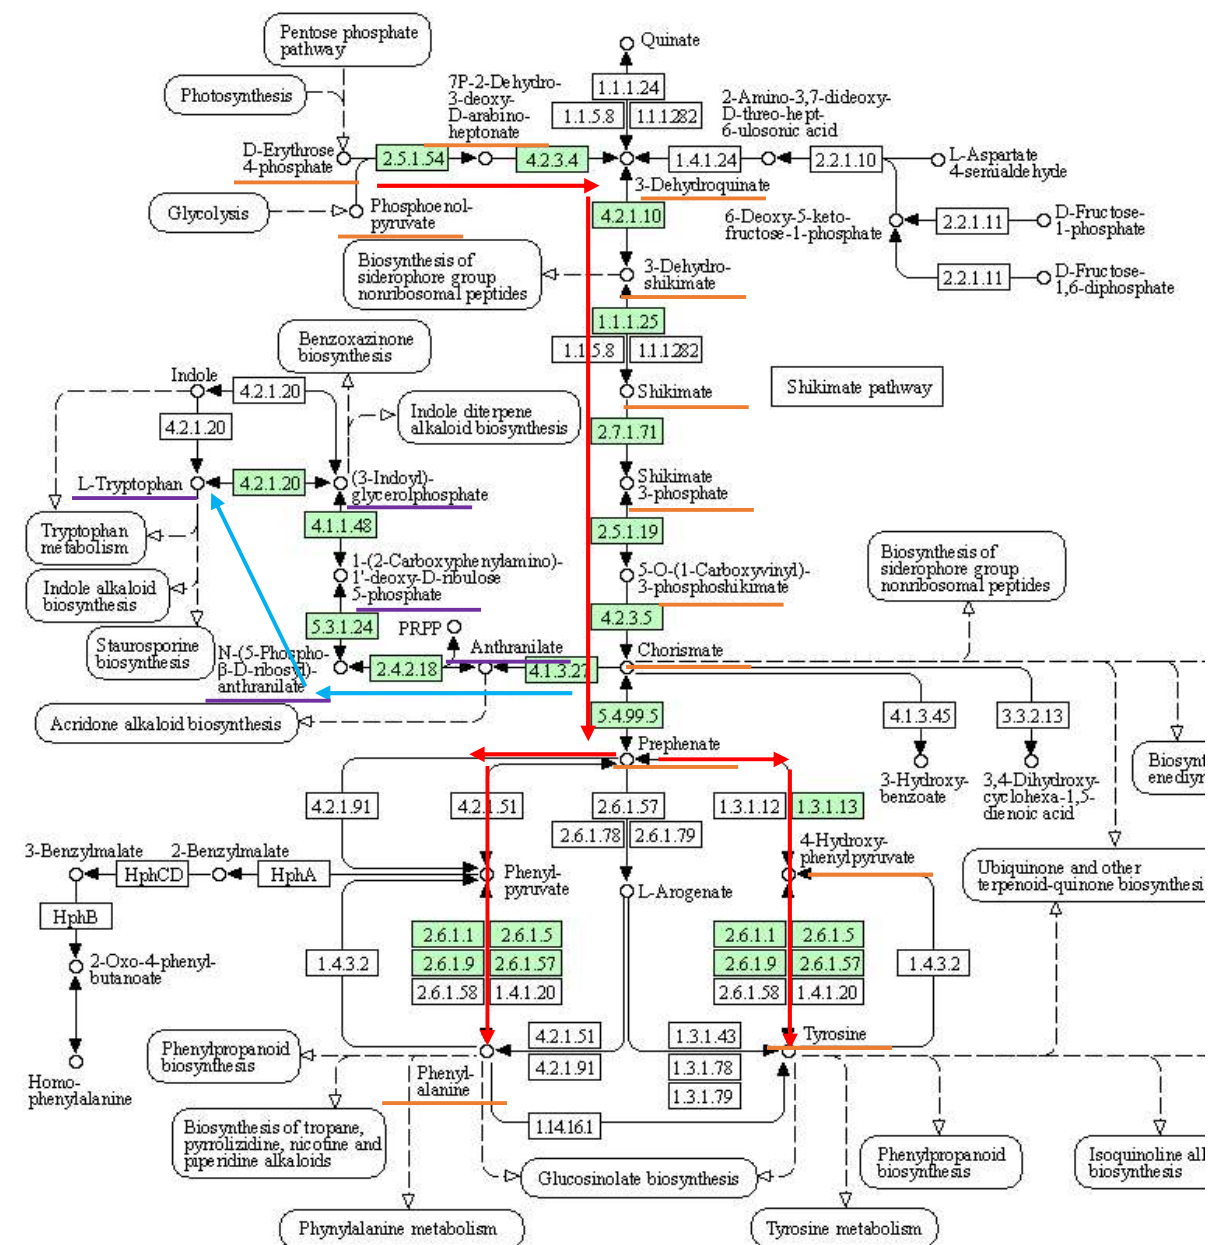 Pentose phosphate
pathway
Quinate
Photosynthesis
7P-2-Dehydro-
3-deoxy-
D-arabino-
heptonate
1.1.1.24
1.1.5.8
1.1.1.282
2-Amino-3,7-dideoxy-
D-threo-hept-
6-ulosonic acid
D-Erythrose
4-phosphate
2.5.1.54
4.2.3.4
1.4.1.24
2.2.1.10
L-Aspartate
4-semialdehyde
3-Dehydroquinate
Glycolysis
Phosphoenol-
pyruvate
4.2.1.10
6-Deoxy-5-keto-
fructose-1-phosphate
2.2.1.11
D-Fructose-
1-phosphate
Biosynthesis of
siderophore group
nonribosomal peptides
3-Dehydro-
shikimate
2.2.1.11
D-Fructose-
1,6-diphosphate
1.1.1.25
1.1.5.8
1.1.1.282
Benzoxazinone
biosynthesis
Indole
4.2.1.20
Shikimate
Shikimate pathway
4.2.1.20
Indole diterpene
alkaloid biosynthesis
2.7.1.71
L-Tryptophan
4.2.1.20
(3-Indoyl)-
glycerolphosphate
Shikimate
3-phosphate
Tryptophan
metabolism
4.1.1.48
2.5.1.19
Biosynthesis of
siderophore group
nonribosomal peptides
Indole alkaloid
biosynthesis
1-(2-Carboxyphenylamino)-
1'-deoxy-D-ribulose
5-phosphate
5-O-(1-Carboxyvinyl)-
3-phosphoshikimate
Staurosporine
biosynthesis
5.3.1.24
PRPP
4.2.3.5
N-(5-Phospho-
β-D-ribosyl)-
anthranilate
2.4.2.18
Anthranilate
4.1.3.27
Chorismate
Acridone alkaloid biosynthesis
5.4.99.5
4.1.3.45
3.3.2.13
Prephenate
3-Hydroxy-
benzoate
3,4-Dihydroxy-
cyclohexa-1,5-
dienoic acid
Biosynt
enediyn
4.2.1.91
4.2.1.51
2.6.1.57
1.3.1.12
1.3.1.13
2.6.1.78
2.6.1.79
3-Benzylmalate
2-Benzylmalate
4-Hydroxy-
phenylpyruvate
HphCD
HphA
Phenyl-
pyruvate
L-Arogenate
Ubiquinone and other
terpenoid-quinone biosynthesi
HphB
2.6.1.1
2.6.1.5
2.6.1.1
2.6.1.5
2-Oxo-4-phenyl-
butanoate
1.4.3.2
2.6.1.9
2.6.1.57
2.6.1.9
2.6.1.57
1.4.3.2
2.6.1.58
1.4.1.20
2.6.1.58
1.4.1.20
Phenylpropanoid
biosynthesis
4.2.1.51
4.2.1.91
1.3.1.43
1.3.1.78
1.3.1.79
Tyrosine
Homo-
phenylalanine
Phenyl-
alanine
Biosynthesis of tropane,
pyrrolizidine, nicotine and
piperidine alkaloids
1.14.16.1
Phenylpropanoid
biosynthesis
Isoquinoline all
biosynthesis
Glucosinolate biosynthesis
Phynylalanine metabolism
Tyrosine metabolism